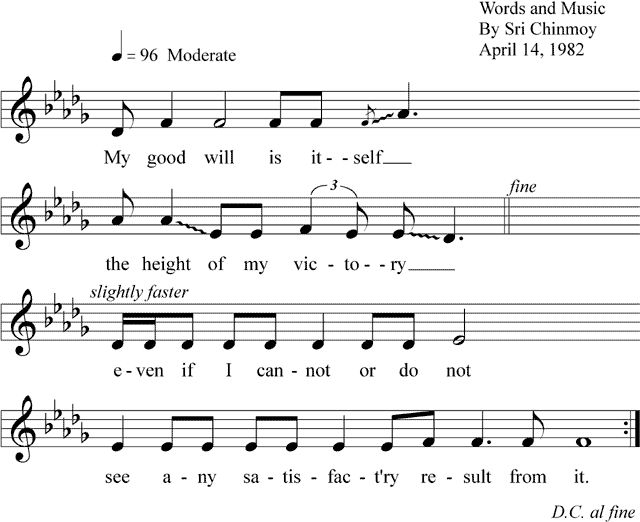 Words and Music
By Sri Chinmoy
April 14, 1982
= 96 Moderate
My good will is it - - self
3
fine
the height of my vic - to - - ry
slightly faster
e - ven if I can - not or do not
see a - ny sa - tis - fac - t'ry re - sult from it.
D.C. al fine